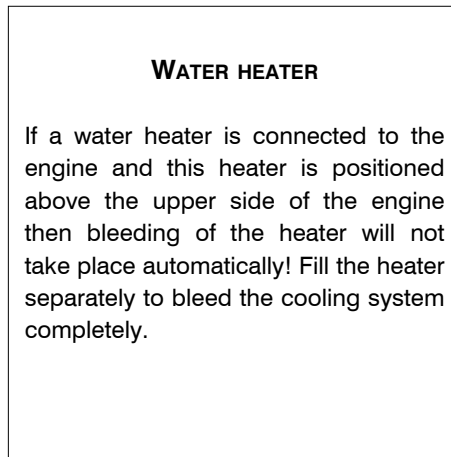 WATER HEATER
If a water heater is connected to the
engine and this heater is positioned
above the upper side of the engine
then bleeding of the heater will not
take place automatically! Fill the heater
separately to bleed the cooling system
completely.